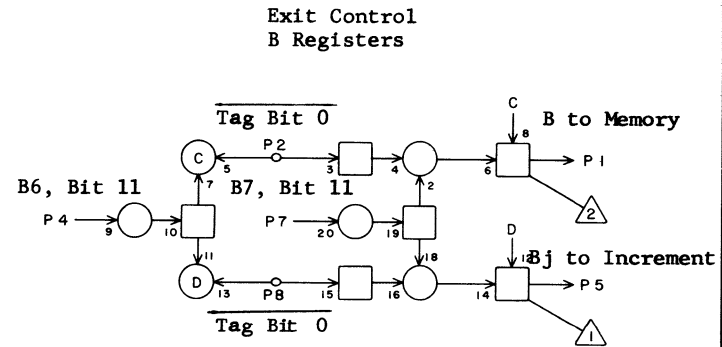 Exit Control
B Registers
Tag Bit 0
P2
C
B to Memory
C
5
3
4
6
8
P1
7
2
2
B6, Bit 11
B7, Bit 11
P4
9
10
P7
20
19
11
18
D
Bj to Increment
D
13
P8
15
16
14
P5
1
Tag Bit 0